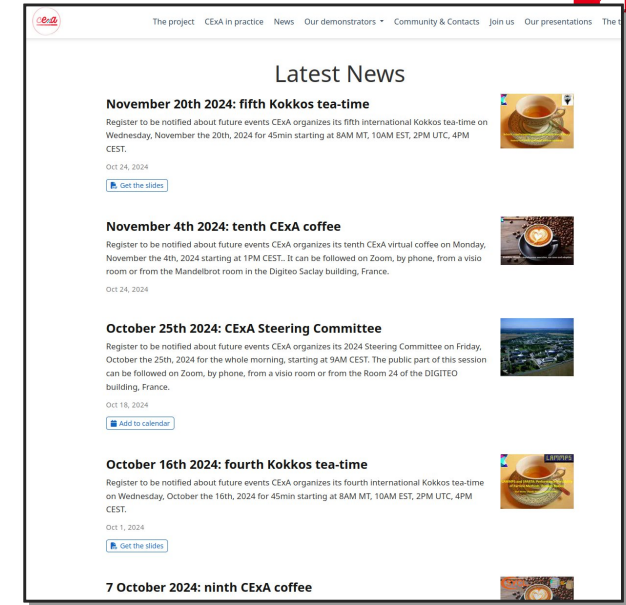 cexa The project CExA in practice News Our demonstrators Community & Contacts Join us Our presentations The t
Latest News
November 20th 2024: fifth Kokkos tea-time
Register to be notified about future events CExA organizes its fifth international Kokkos tea-time on
Wednesday, November the 20th, 2024 for 45min starting at 8AM MT, 10AM EST, 2PM UTC, 4PM
CEST.
Oct 24, 2024
Get the slides
November 4th 2024: tenth CExA coffee
Register to be notified about future events CExA organizes its tenth CExA virtual coffee on Monday,
November the 4th, 2024 starting at 1PM CEST.. It can be followed on Zoom, by phone, from a visio
room or from the Mandelbrot room in the Digiteo Saclay building, France.
Oct 24, 2024
October 25th 2024: CExA Steering Committee
Register to be notified about future events CExA organizes its 2024 Steering Committee on Friday,
October the 25th, 2024 for the whole morning, starting at 9AM CEST. The public part of this session
can be followed on Zoom, by phone, from a visio room or from the Room 24 of the DIGITEO
building, France.
Oct 18, 2024
Add to calendar
October 16th 2024: fourth Kokkos tea-time
LAMMPS
Register to be notified about future events CExA organizes its fourth international Kokkos tea-time
on Wednesday, October the 16th, 2024 for 45min starting at 8AM MT, 10AM EST, 2PM UTC, 4PM
CEST.
Oct 1, 2024
Get the slides
7 October 2024: ninth CExA coffee